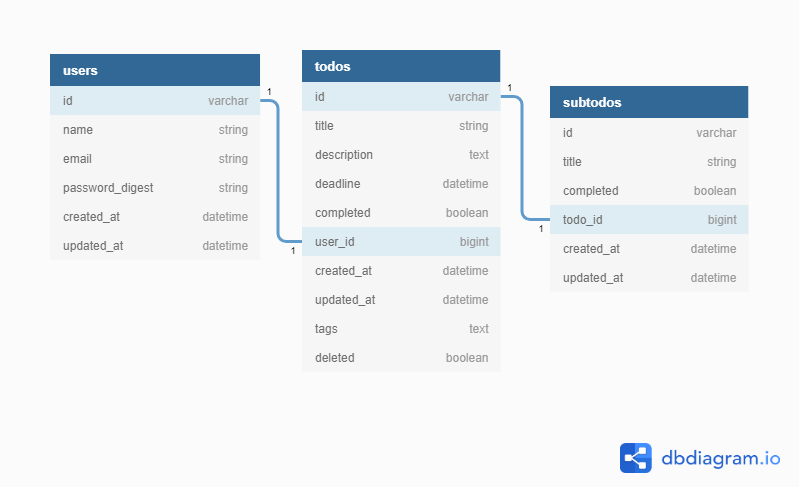 users
id varchar
name string
email string
password_digest string
created_at datetime
updated_at datetime
1
1
todos
id varchar
title string
description text
deadline datetime
completed boolean
user_id bigint
created_at datetime
updated_at datetime
tags text
deleted boolean
1
1
subtodos
id varchar
title string
completed boolean
todo_id bigint
created_at datetime
updated_at datetime
dbdiagram.io